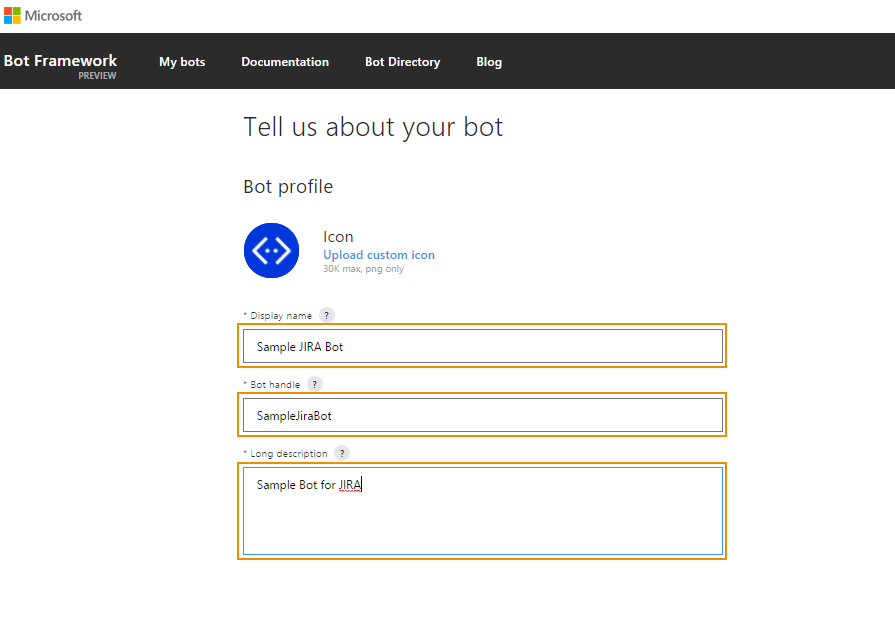 Microsoft
Bot Framework
PREVIEW
My bots
Documentation
Bot Directory
Blog
Tell us about your bot
Bot profile
Icon
Upload custom icon
30K max, png only
* Display name ?
Sample JIRA Bot
* Bot handle ?
SampleJiraBot
* Long description ?
Sample Bot for JIRA